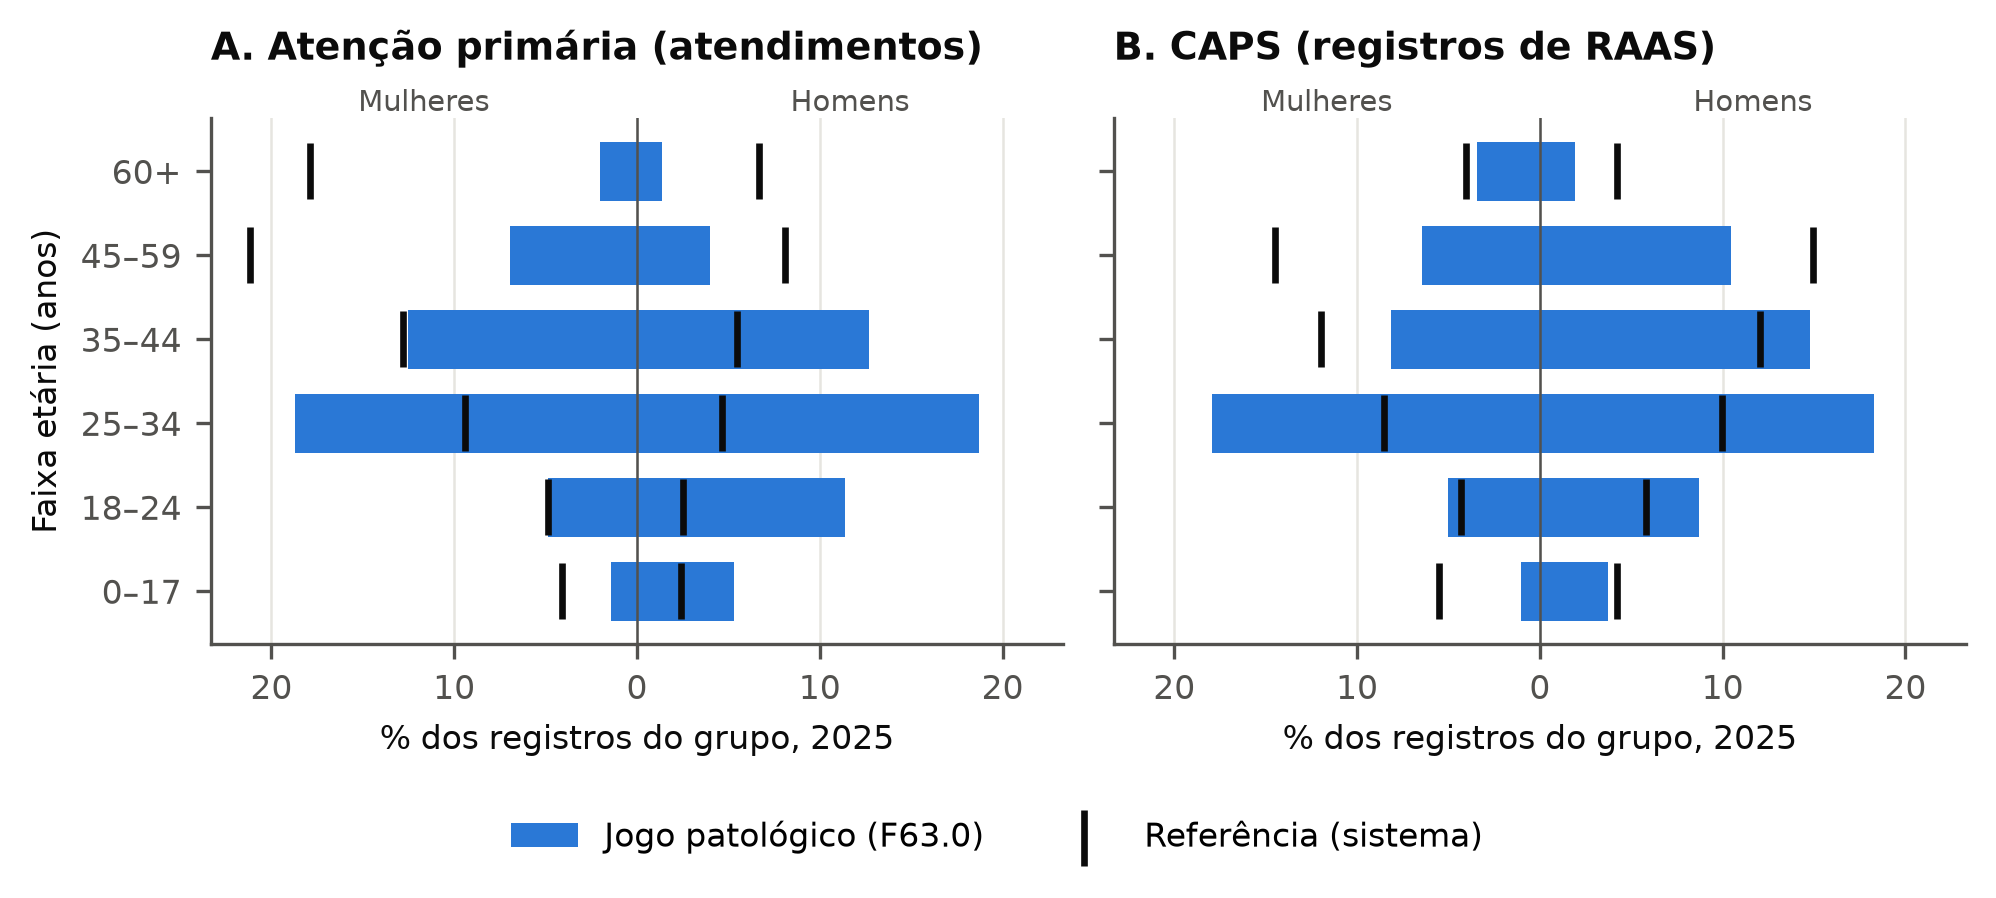 A. Atenção primária (atendimentos)
Mulheres
Homens
Faixa etária (anos)
60+
45–59
35–44
25–34
18–24
0–17
20
10
0
10
20
% dos registros do grupo, 2025
B. CAPS (registros de RAAS)
Mulheres
Homens
20
10
0
10
20
% dos registros do grupo, 2025
Jogo patológico (F63.0)
Referência (sistema)